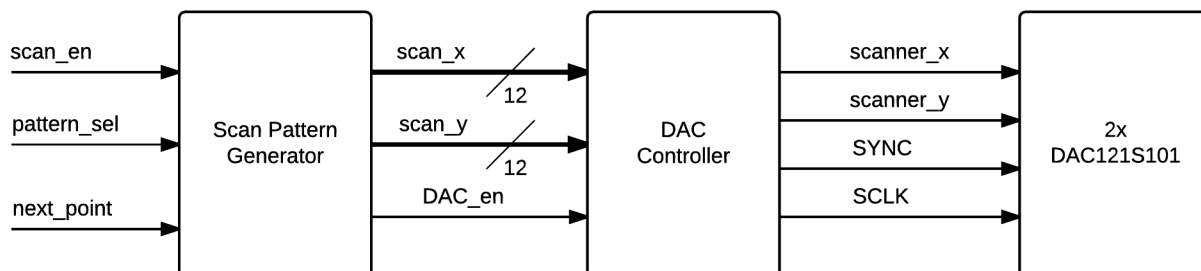 scan_en
pattern_sel
next_point
Scan Pattern
Generator
scan_x
12
scan_y
12
DAC_en
DAC
Controller
scanner_x
scanner_y
SYNC
SCLK
2x
DAC121S101